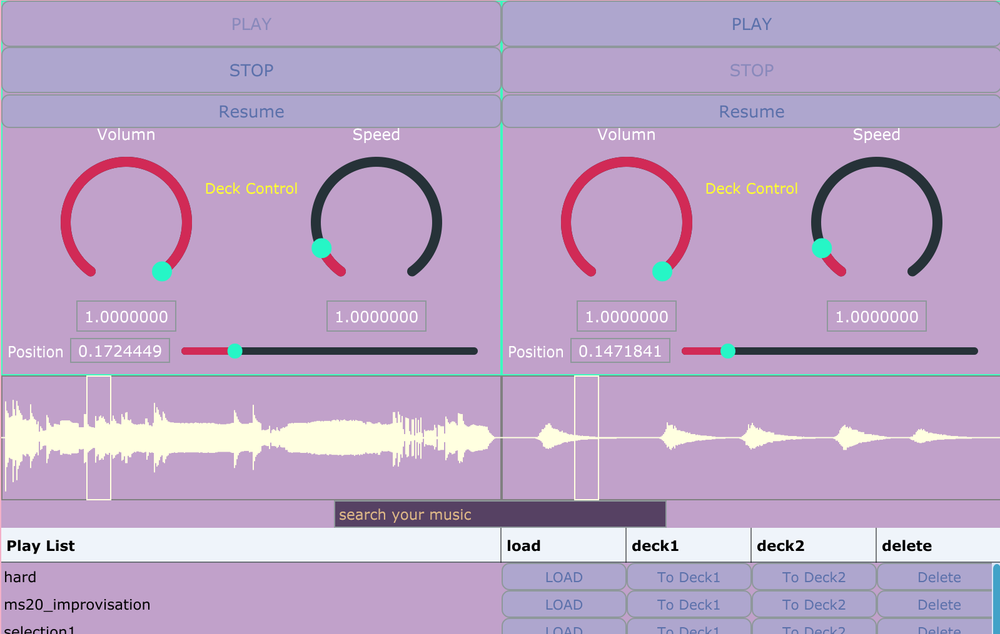 PLAY PLAY
STOP STOP
Resume Resume
Volumn Speed Volumn Speed
Deck Control Deck Control
1.0000000 1.0000000 1.0000000 1.0000000
Position 0.1724449 Position 0.1471841
search your music
Play List load deck1 deck2 delete
hard LOAD To Deck1 To Deck2 Delete
ms20_improvisation LOAD To Deck1 To Deck2 Delete
selection1 LOAD To Deck1 To Deck2 Delete